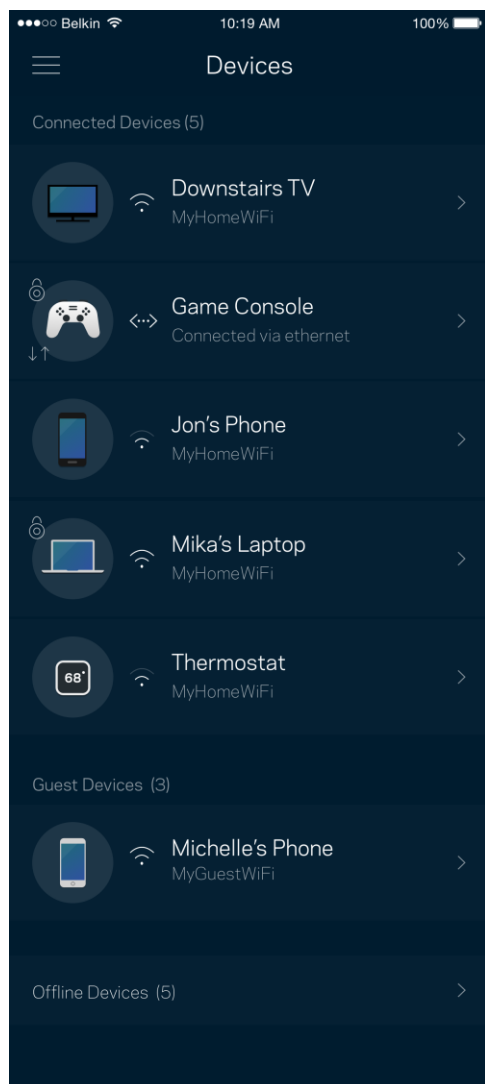 Belkin 10:19 AM 100%
Devices
Connected Devices (5)
Downstairs TV
MyHomeWiFi
Game Console
Connected via ethernet
Jon’s Phone
MyHomeWiFi
Mika’s Laptop
MyHomeWiFi
Thermostat
68°
MyHomeWiFi
Guest Devices (3)
Michelle’s Phone
MyGuestWiFi
Offline Devices (5)